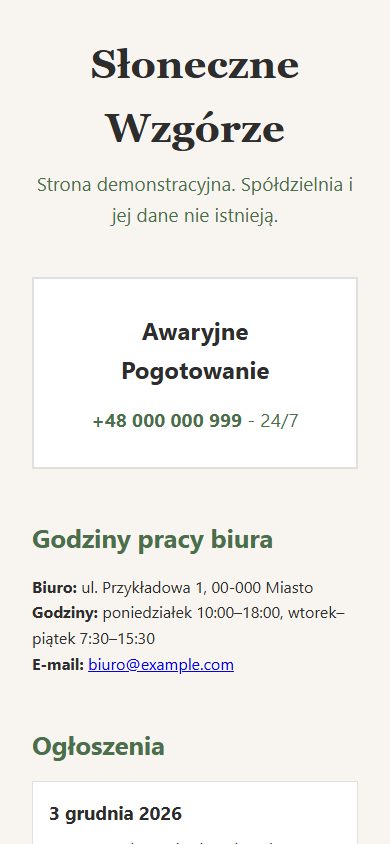 Słoneczne
Wzgórze
Strona demonstracyjna. Spółdzielnia i
jej dane nie istnieją.
Awaryjne
Pogotowanie
+48 000 000 999 - 24/7
Godziny pracy biura
Biuro: ul. Przykładowa 1, 00-000 Miasto
Godziny: poniedziałek 10:00–18:00, wtorek–
piątek 7:30–15:30
E-mail: biuro@example.com
Ogłoszenia
3 grudnia 2026